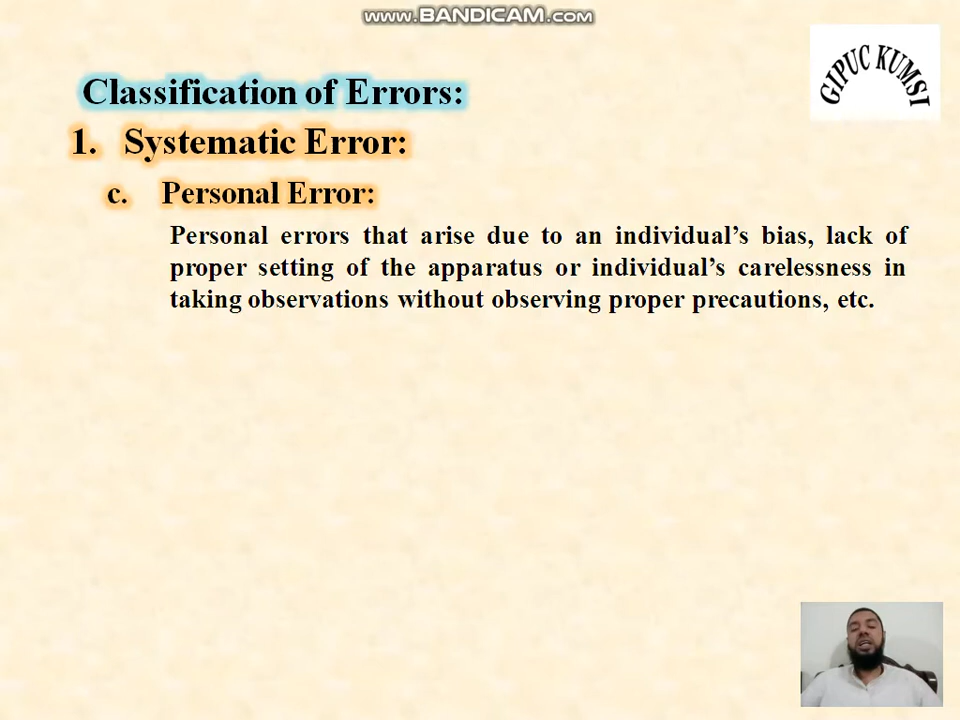 www.BANDICAM.com
GIPUC KUMSI
Classification of Errors:
1. Systematic Error:
c. Personal Error:
Personal errors that arise due to an individual’s bias, lack of
proper setting of the apparatus or individual’s carelessness in
taking observations without observing proper precautions, etc.